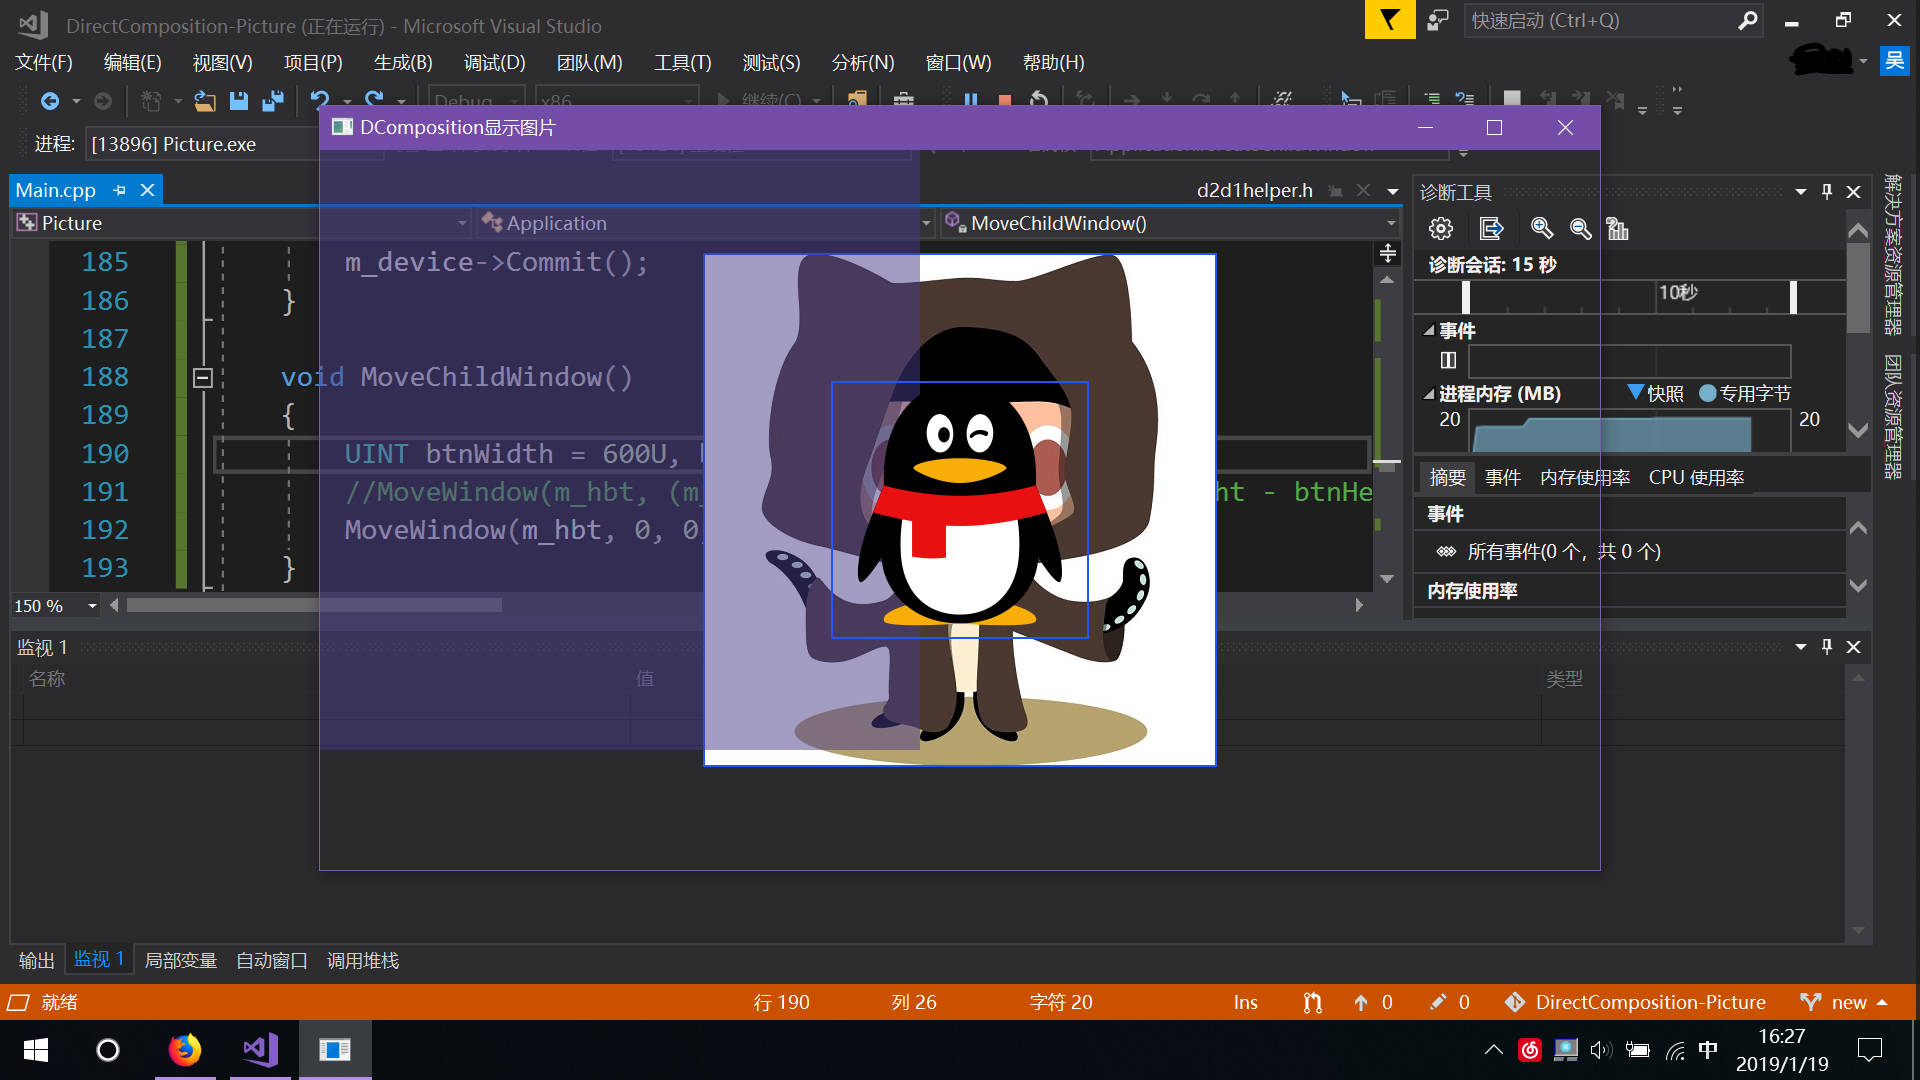 DirectComposition-Picture (正在运行) - Microsoft Visual Studio
快速启动 (Ctrl+Q)
文件(F) 编辑(E) 视图(V) 项目(P) 生成(B) 调试(D) 团队(M) 工具(T) 测试(S) 分析(N) 窗口(W) 帮助(H)
吴
Debug x86 继续(C)
DComposition显示图片
进程: [13896] Picture.exe
Main.cpp
d2d1helper.h
Picture
Application
MoveChildWindow()
185 m_device->Commit();
186 }
187
188 void MoveChildWindow()
189 {
190 UINT btnWidth = 600U,
191 //MoveWindow(m_hbt, (m_ ht - btnHe
192 MoveWindow(m_hbt, 0, 0,
193 }
150 %
诊断工具
诊断会话: 15 秒
10秒
事件
进程内存 (MB) 快照 专用字节
20 20
摘要 事件 内存使用率 CPU 使用率
事件
所有事件(0 个，共 0 个)
内存使用率
解决方案资源管理器
团队资源管理器
监视 1
名称 值 类型
输出 监视 1 局部变量 自动窗口 调用堆栈
就绪 行 190 列 26 字符 20 Ins 0 0 DirectComposition-Picture new
中
16:27
2019/1/19